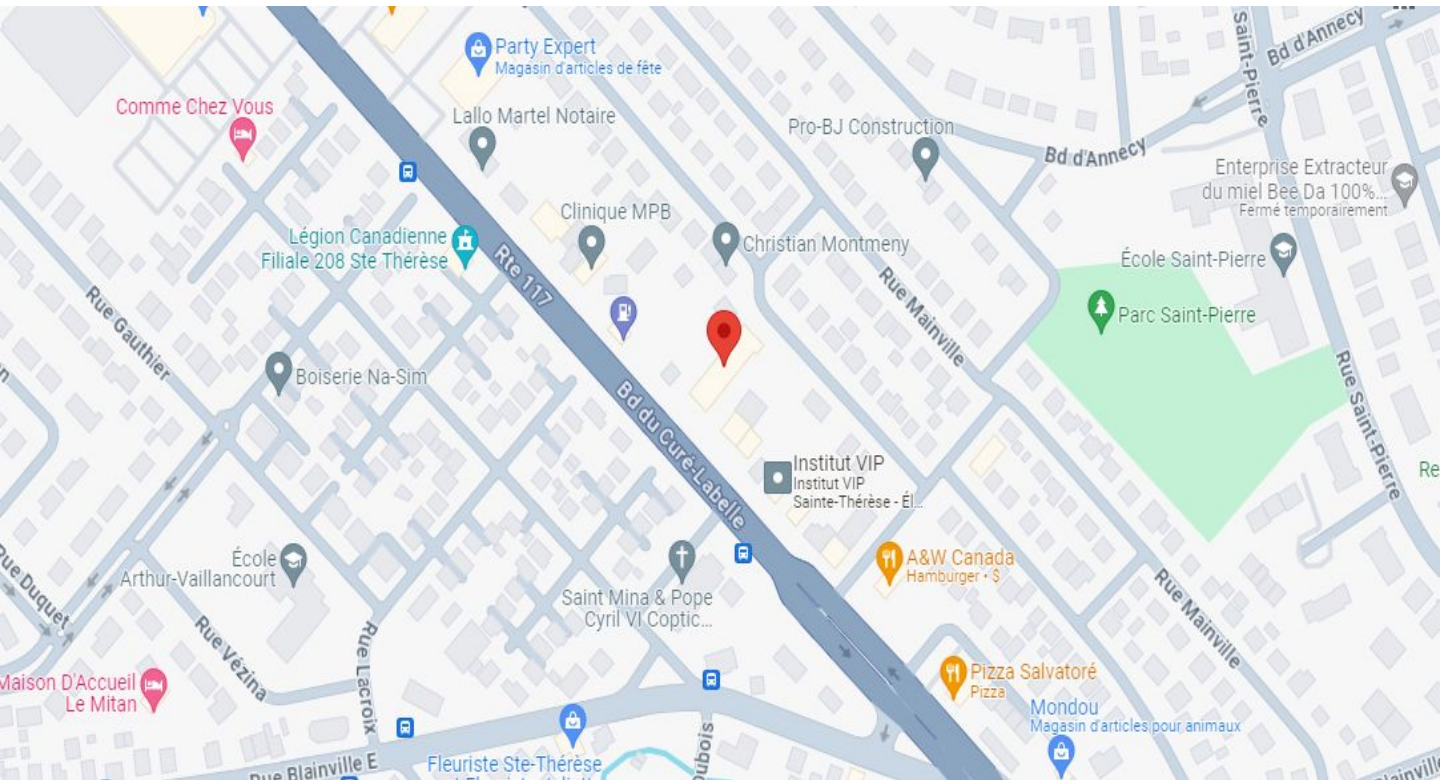 Saint-Pierre
Bd d'Annecy
Party Expert
Magasin d'articles de fête
Comme Chez Vous
Lallo Martel Notaire
Pro-BJ Construction
Bd d'Annecy
Enterprise Extracteur
du miel Bee Da 100%...
Fermé temporairement
Clinique MPB
Légion Canadienne
Filiale 208 Ste Thérèse
Christian Montmeny
École Saint-Pierre
Rte 117
Rue Gauthier
Rue Mainville
Parc Saint-Pierre
Boiserie Na-Sim
Bd du Curé-Labelle
Rue Saint-Pierre
Institut VIP
Institut VIP
Sainte-Thérèse - Él...
Re
École
Arthur-Vaillancourt
A&W Canada
Hamburger • $
Rue Duquet
Saint Mina & Pope
Cyril VI Coptic...
Rue Mainville
Rue Vézina
Rue Lacroix
Maison D'Accueil
Le Mitan
Pizza Salvatoré
Pizza
Mondou
Magasin d'articles pour animaux
Fleuriste Ste-Thérèse
Dubois
Rue Blainville E